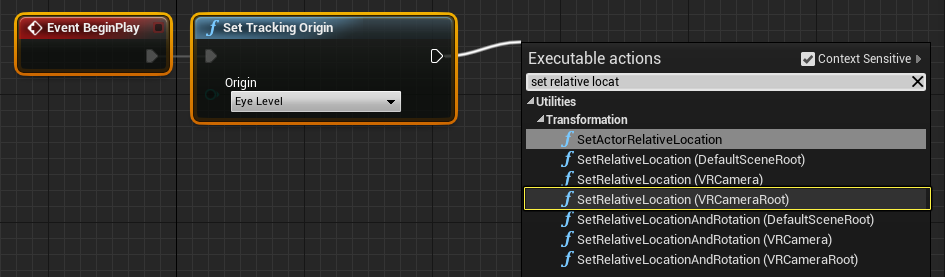 Event BeginPlay
f Set Tracking Origin
Origin
Eye Level
Executable actions
Context Sensitive
set relative locat
Utilities
Transformation
f SetActorRelativeLocation
f SetRelativeLocation (DefaultSceneRoot)
f SetRelativeLocation (VRCamera)
f SetRelativeLocation (VRCameraRoot)
f SetRelativeLocationAndRotation (DefaultSceneRoot)
f SetRelativeLocationAndRotation (VRCamera)
f SetRelativeLocationAndRotation (VRCameraRoot)